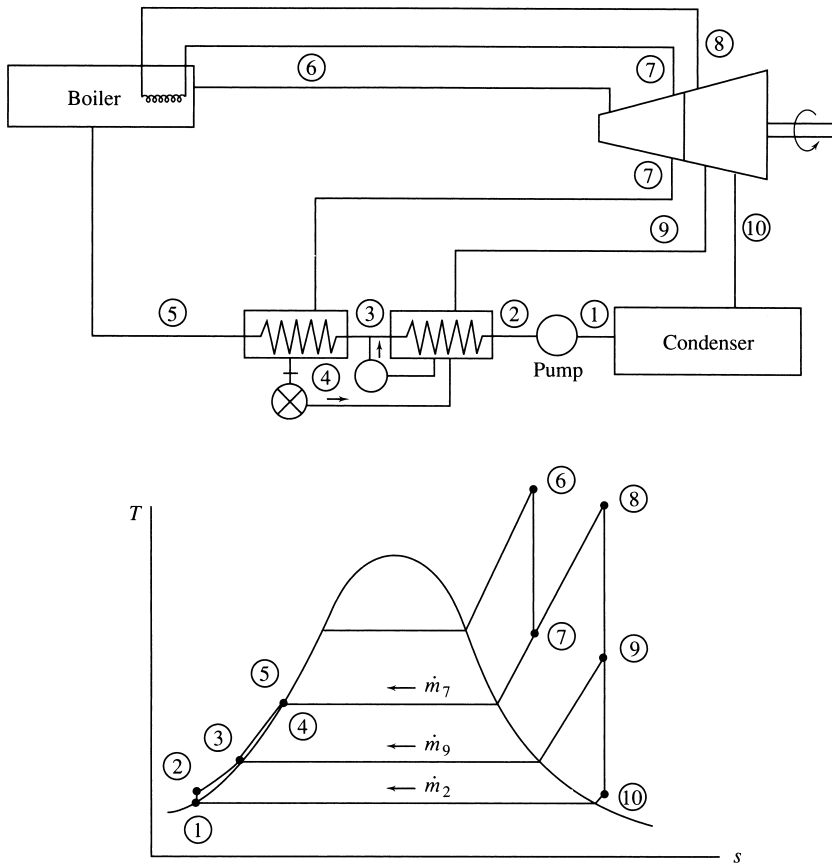 ⑧
⑥
⑦
Boiler
⑦
⑨
⑩
⑤
③
②
①
Condenser
④
Pump
T
⑥
⑧
⑦
⑨
⑤
ṁ₇
④
③
ṁ₉
②
ṁ₂
⑩
①
s